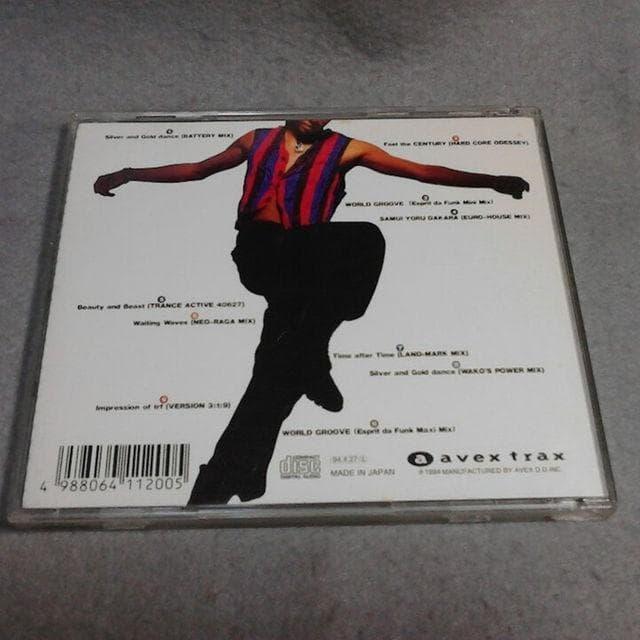 Silver and Gold dance (BATTERY MIX)
Feel the CENTURY (HARD CORE ODESSEY)
WORLD GROOVE (Esprit da Funk Mini Mix)
SAMUI YORU DAKARA (EURO-HOUSE MIX)
Beauty and Beast (TRANCE ACTIVE 40627)
Waiting Waves (NEO-RAGA MIX)
Time after Time (LAND-MARK MIX)
Silver and Gold dance (WAKO'S POWER MIX)
Impression of trf (VERSION 3:1:9)
WORLD GROOVE (Esprit da Funk Maxi Mix)
4 988064 112005
disc
DIGITAL AUDIO
MADE IN JAPAN
a avex trax
℗ 1994 MANUFACTURED BY AVEX D.D. INC.